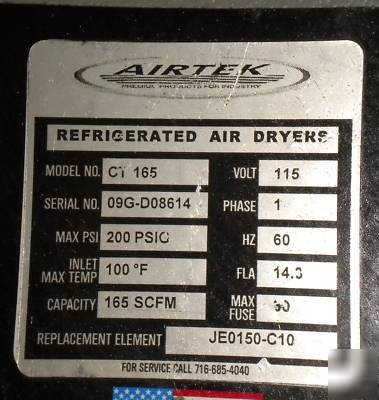 AIRTEK
PREMIUM PRODUCTS FOR INDUSTRY
REFRIGERATED AIR DRYERS
MODEL NO. CT 165 VOLT 115
SERIAL NO. 09G-D08614 PHASE 1
MAX PSI 200 PSIG HZ 60
INLET MAX TEMP 100 °F FLA 14.3
CAPACITY 165 SCFM MAX FUSE
REPLACEMENT ELEMENT JE0150-C10
FOR SERVICE CALL 716-685-4040